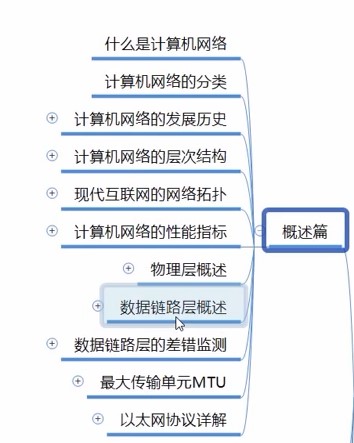 什么是计算机网络
计算机网络的分类
计算机网络的发展历史
计算机网络的层次结构
现代互联网的网络拓扑
计算机网络的性能指标
概述篇
物理层概述
数据链路层概述
数据链路层的差错监测
最大传输单元MTU
以太网协议详解